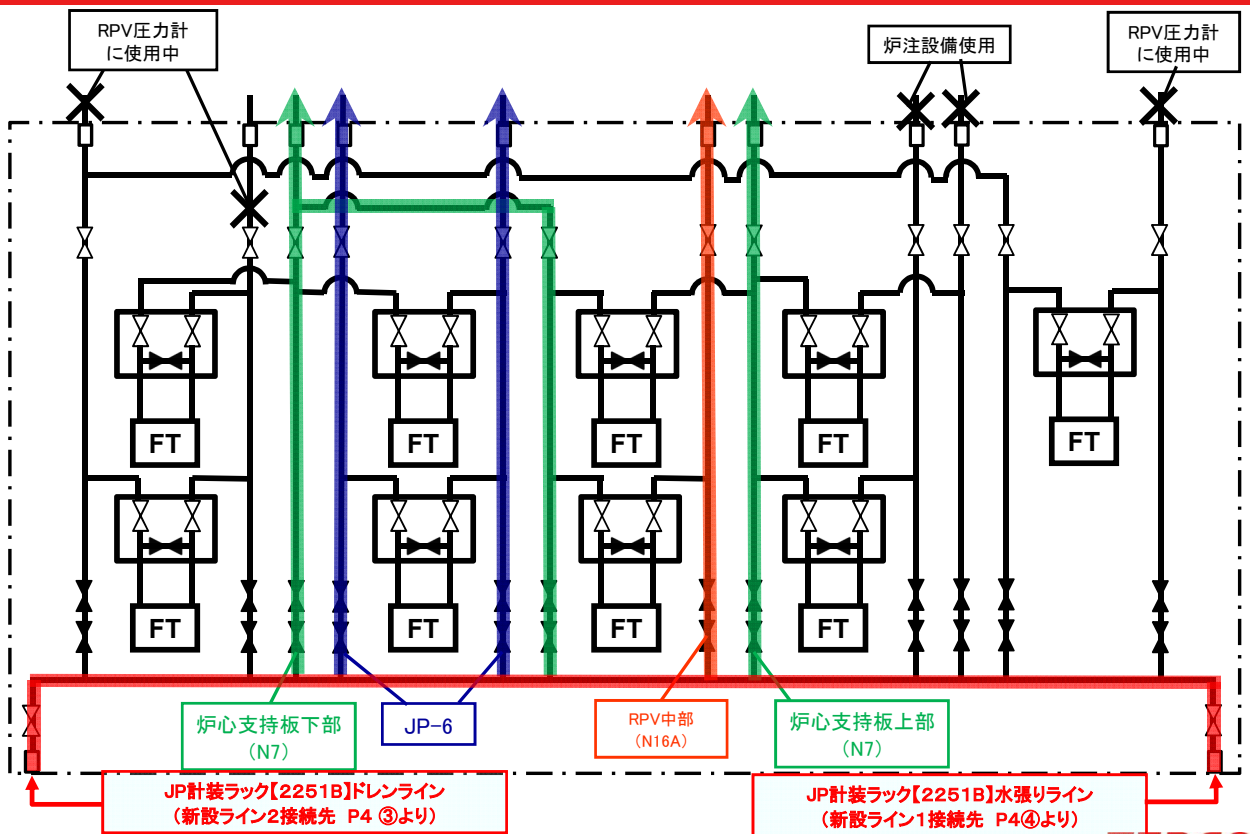 RPV圧力計
に使用中
炉注設備使用
RPV圧力計
に使用中
FT
FT
FT
FT
FT
FT
FT
FT
FT
炉心支持板下部
(N7)
JP-6
RPV中部
(N16A)
炉心支持板上部
(N7)
JP計装ラック【2251B】ドレンライン
(新設ライン2接続先 P4 ③より)
JP計装ラック【2251B】水張りライン
(新設ライン1接続先 P4④より)